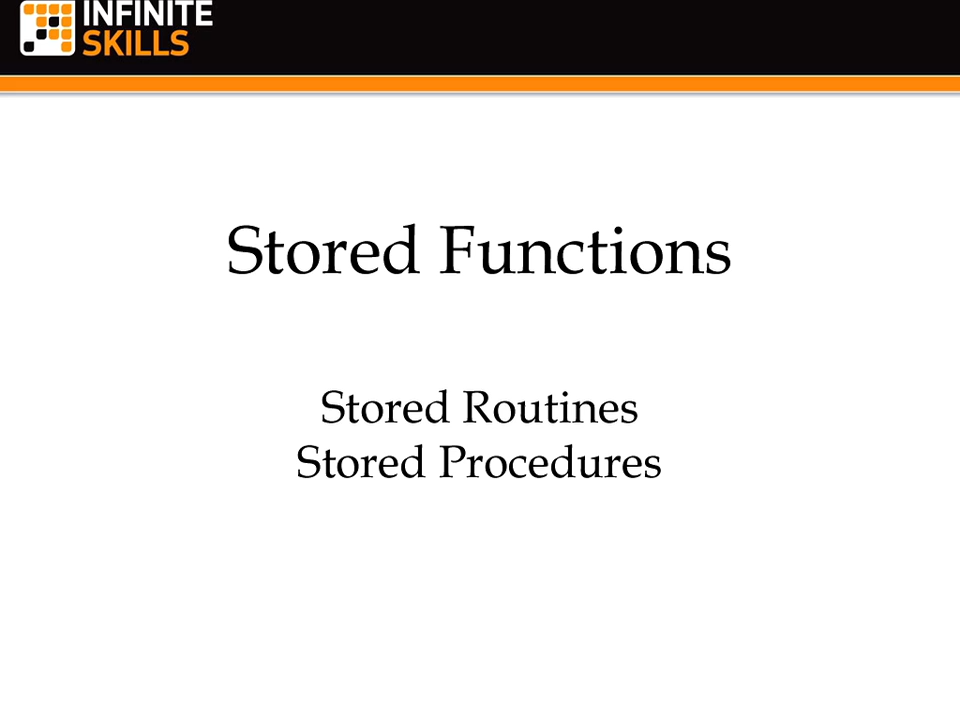 INFINITE
SKILLS
Stored Functions
Stored Routines
Stored Procedures